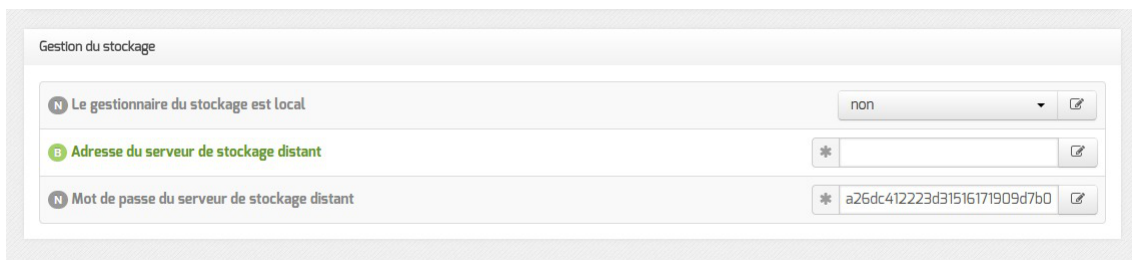 Gestion du stockage
N Le gestionnaire du stockage est local non
B Adresse du serveur de stockage distant *
N Mot de passe du serveur de stockage distant * a26dc412223d31516171909d7b0